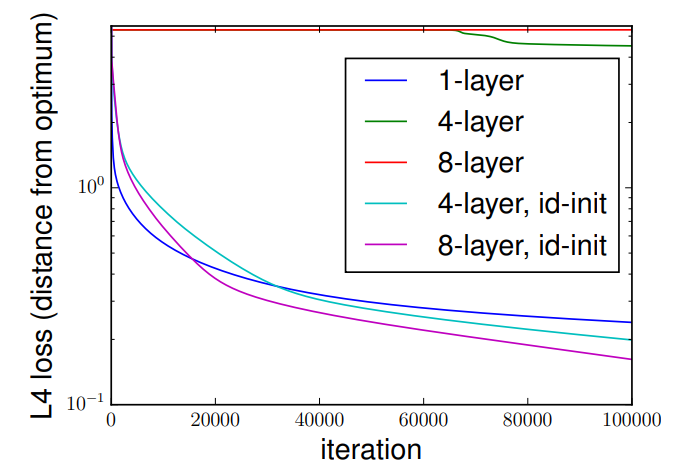 L4 loss (distance from optimum)
10⁰
10⁻¹
1-layer
4-layer
8-layer
4-layer, id-init
8-layer, id-init
0 20000 40000 60000 80000 100000
iteration